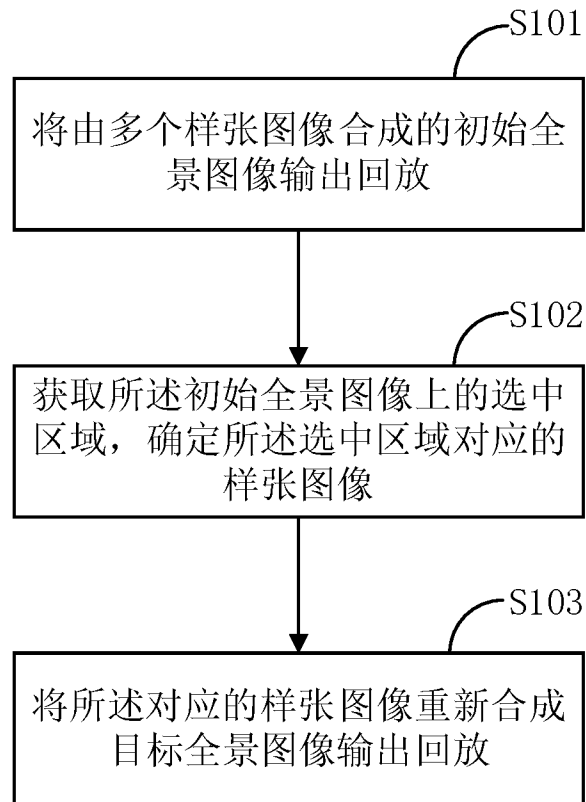 S101
将由多个样张图像合成的初始全
景图像输出回放
S102
获取所述初始全景图像上的选中
区域，确定所述选中区域对应的
样张图像
S103
将所述对应的样张图像重新合成
目标全景图像输出回放